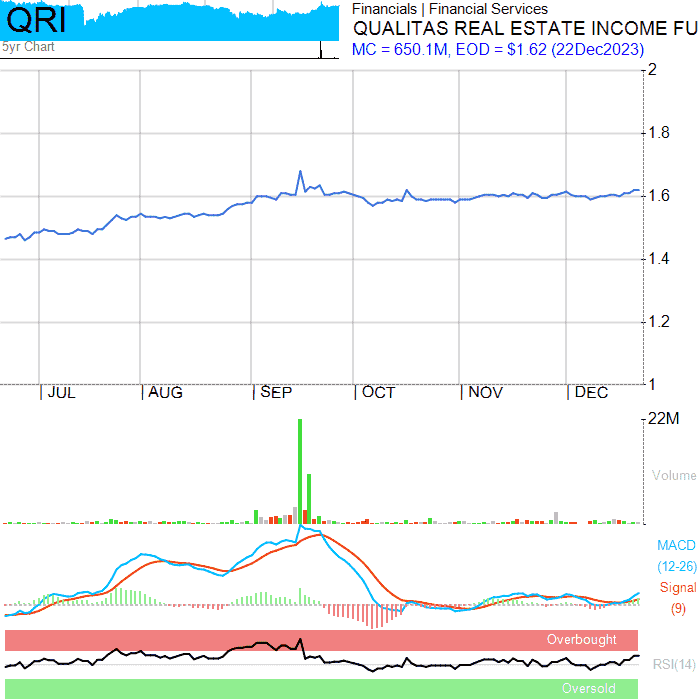 QRI
5yr Chart
Financials | Financial Services
QUALITAS REAL ESTATE INCOME FU
MC = 650.1M, EOD = $1.62 (22Dec2023)
2
1.8
1.6
1.4
1.2
1
JUL
AUG
SEP
OCT
NOV
DEC
22M
Volume
MACD
(12-26)
Signal
(9)
Overbought
RSI(14)
Oversold